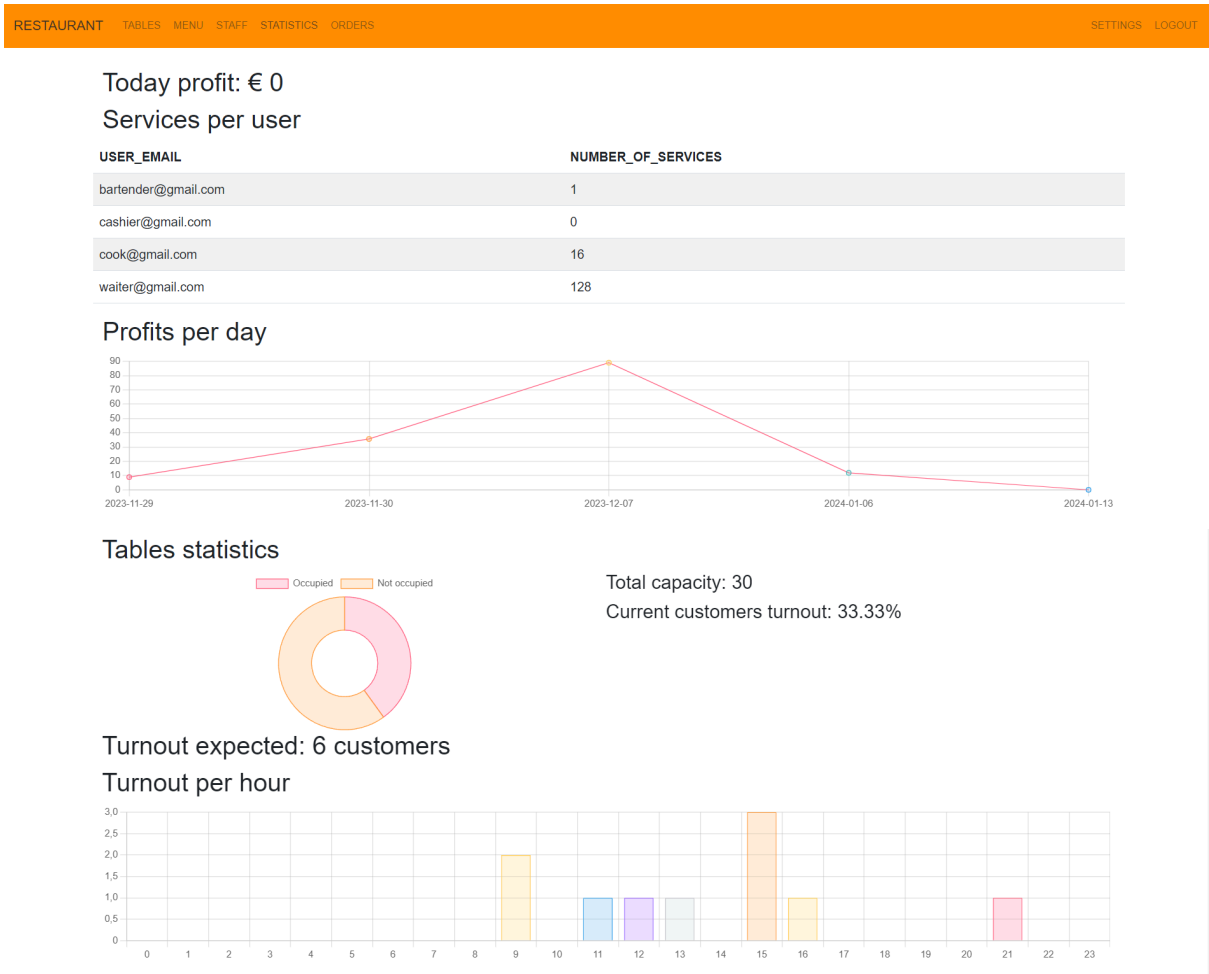 RESTAURANT TABLES MENU STAFF STATISTICS ORDERS SETTINGS LOGOUT
Today profit: € 0
Services per user
USER_EMAIL NUMBER_OF_SERVICES
bartender@gmail.com 1
cashier@gmail.com 0
cook@gmail.com 16
waiter@gmail.com 128
Profits per day
90
80
70
60
50
40
30
20
10
0
2023-11-29 2023-11-30 2023-12-07 2024-01-06 2024-01-13
Tables statistics
Occupied Not occupied
Total capacity: 30
Current customers turnout: 33.33%
Turnout expected: 6 customers
Turnout per hour
3,0
2,5
2,0
1,5
1,0
0,5
0
0 1 2 3 4 5 6 7 8 9 10 11 12 13 14 15 16 17 18 19 20 21 22 23